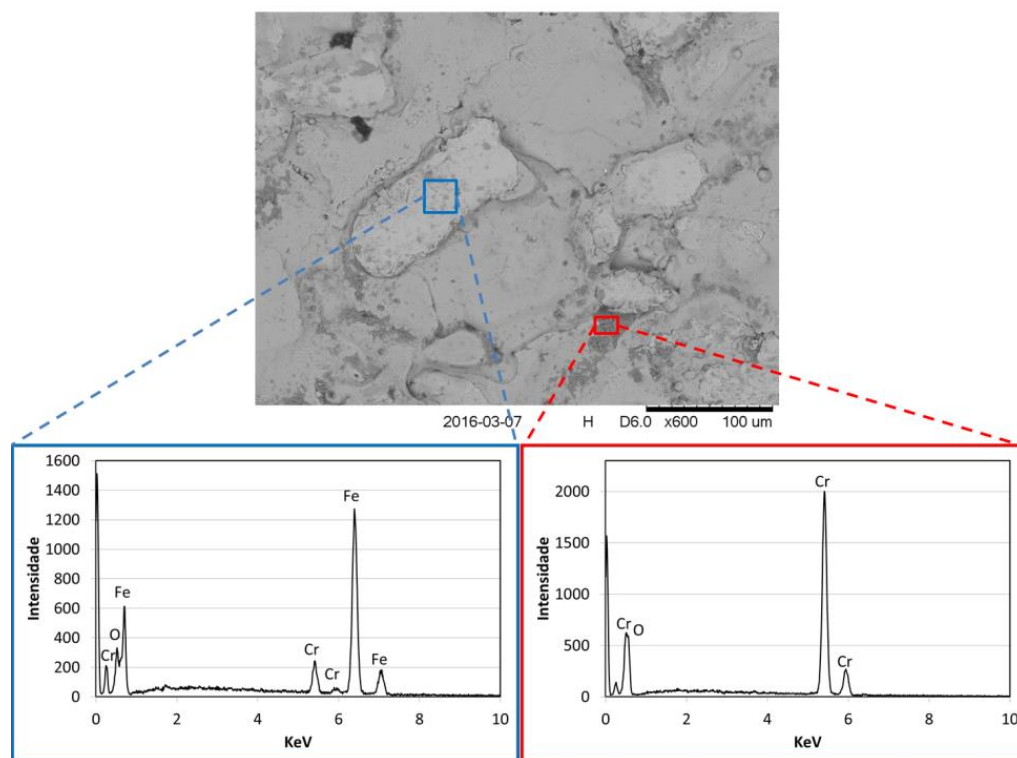 2016-03-07 H D6.0 x600 100 um
1600
1400
1200
1000
800
600
400
200
0
Intensidade
Cr
O
Fe
Cr
Cr
Fe
Fe
0 2 4 6 8 10
KeV
2000
1500
1000
500
0
Intensidade
Cr
O
Cr
Cr
0 2 4 6 8 10
KeV